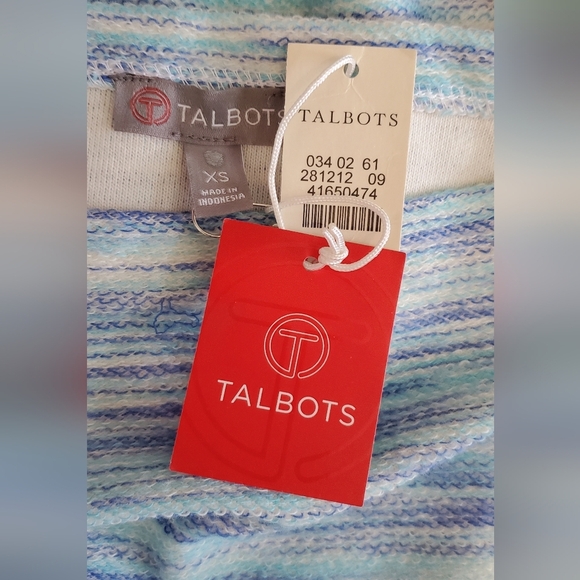 TALBOTS
XS
MADE IN
INDONESIA
TALBOTS
034 02 61
281212 09
41650474
T
TALBOTS